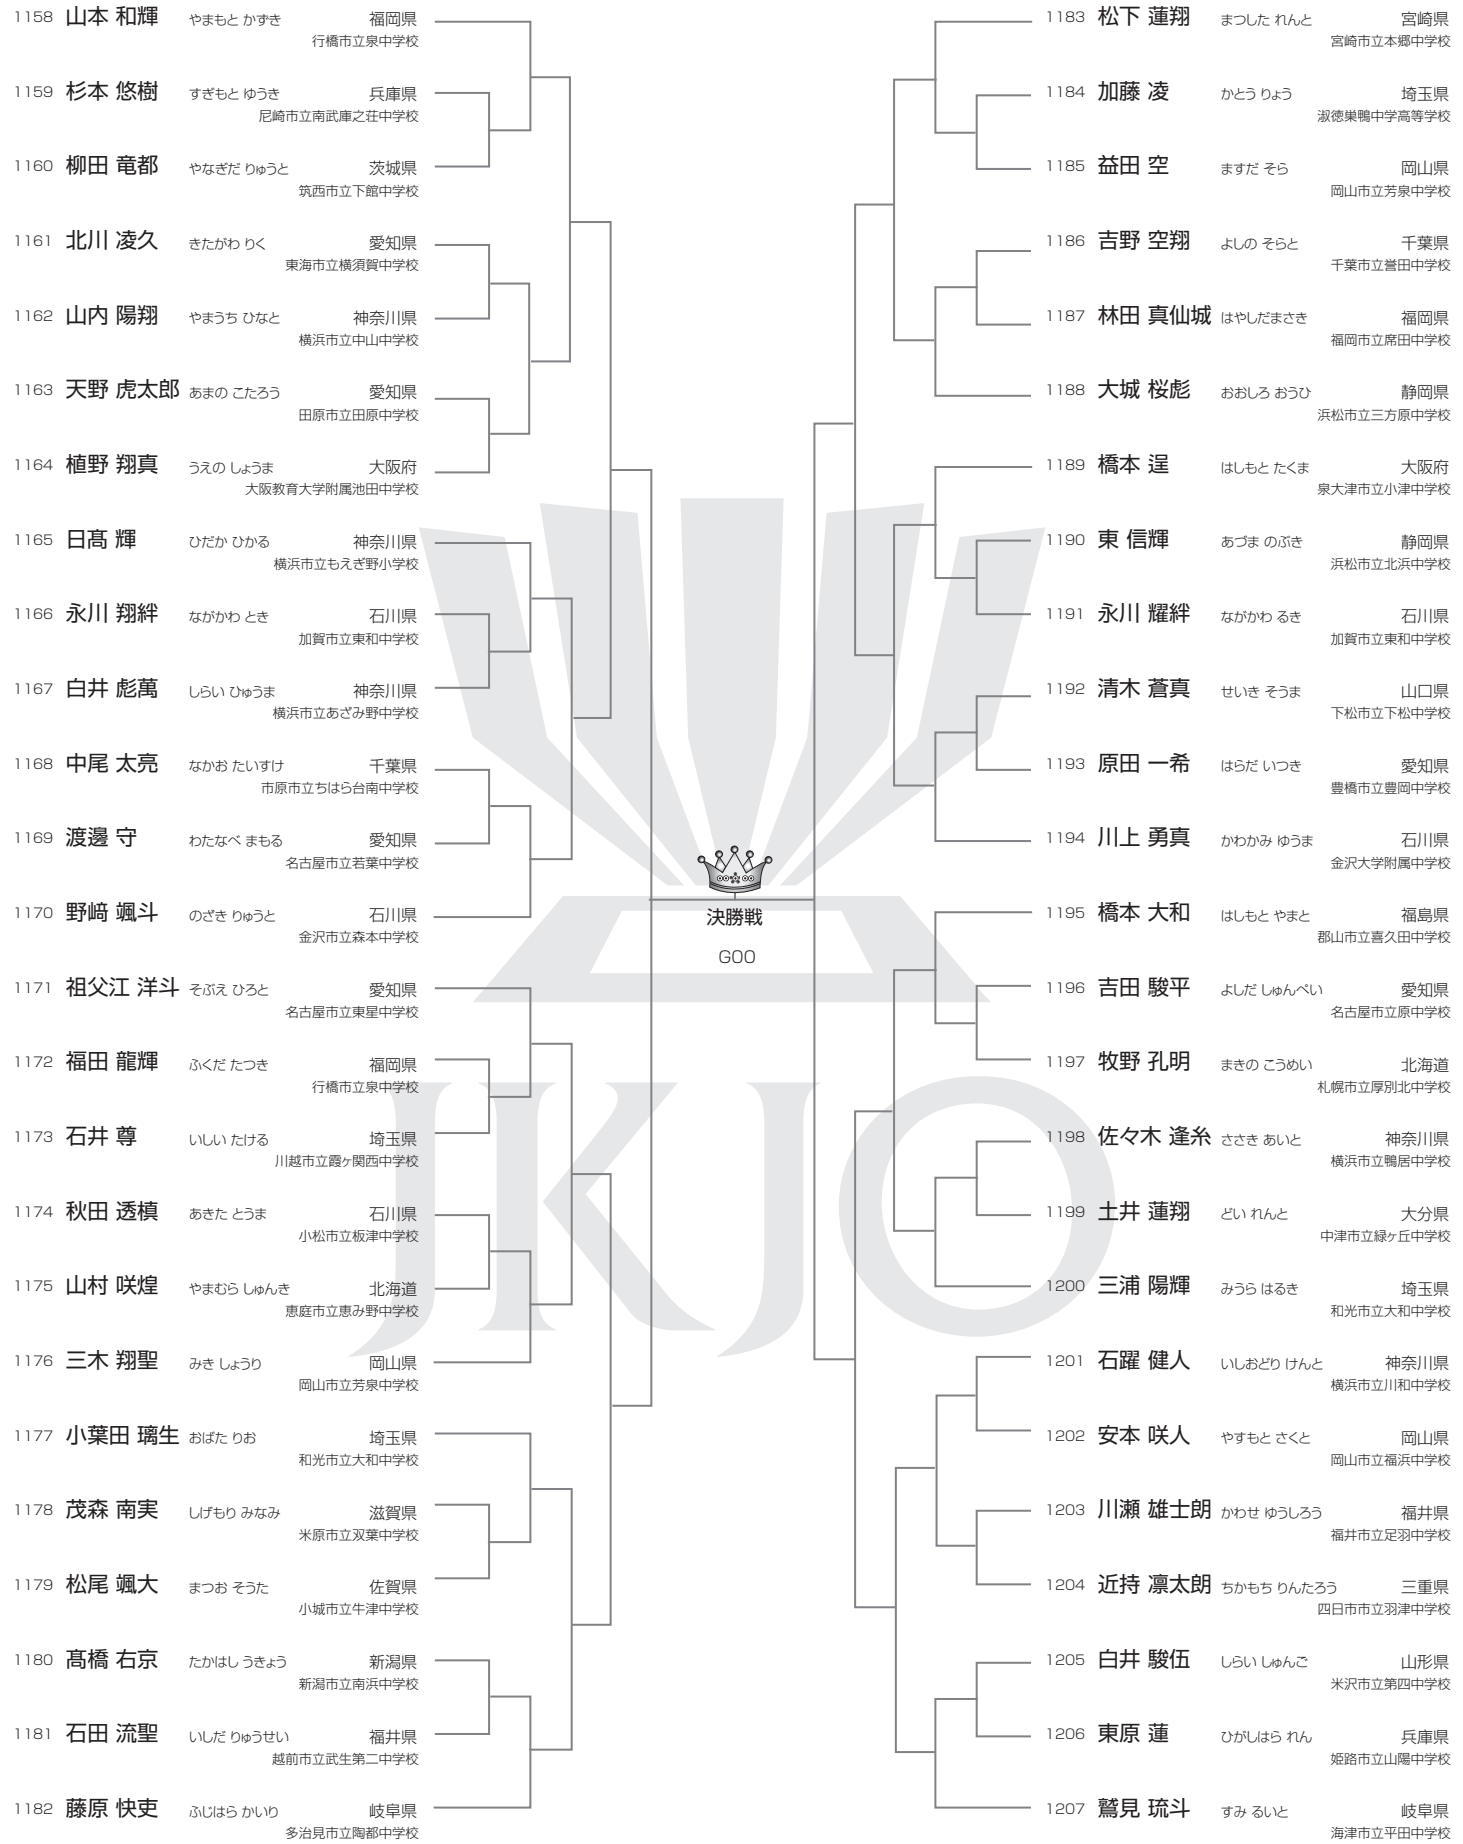 1158 山本 和輝 やまもと かずき 福岡県
行橋市立泉中学校
1159 杉本 悠樹 すぎもと ゆうき 兵庫県
尼崎市立南武庫之荘中学校
1160 柳田 竜都 やなぎだ りゅうと 茨城県
筑西市立下館中学校
1161 北川 凌久 きたがわ りく 愛知県
東海市立横須賀中学校
1162 山内 陽翔 やまうち ひなと 神奈川県
横浜市立中山中学校
1163 天野 虎太郎 あまの こたろう 愛知県
田原市立田原中学校
1164 植野 翔真 うえの しょうま 大阪府
大阪教育大学附属池田中学校
1165 日髙 輝 ひだか ひかる 神奈川県
横浜市立もえぎ野小学校
1166 永川 翔絆 ながかわ とき 石川県
加賀市立東和中学校
1167 白井 彪萬 しらい ひゅうま 神奈川県
横浜市立あざみ野中学校
1168 中尾 太亮 なかお たいすけ 千葉県
市原市立ちはら台南中学校
1169 渡邊 守 わたなべ まもる 愛知県
名古屋市立若葉中学校
1170 野﨑 颯斗 のざき りゅうと 石川県
金沢市立森本中学校
1171 祖父江 洋斗 そぶえ ひろと 愛知県
名古屋市立東星中学校
1172 福田 龍輝 ふくだ たつき 福岡県
行橋市立泉中学校
1173 石井 尊 いしい たける 埼玉県
川越市立霞ヶ関西中学校
1174 秋田 透槙 あきた とうま 石川県
小松市立板津中学校
1175 山村 咲煌 やまむら しゅんき 北海道
恵庭市立恵み野中学校
1176 三木 翔聖 みき しょうり 岡山県
岡山市立芳泉中学校
1177 小葉田 璃生 おばた りお 埼玉県
和光市立大和中学校
1178 茂森 南実 しげもり みなみ 滋賀県
米原市立双葉中学校
1179 松尾 颯大 まつお そうた 佐賀県
小城市立牛津中学校
1180 髙橋 右京 たかはし うきょう 新潟県
新潟市立南浜中学校
1181 石田 流聖 いしだ りゅうせい 福井県
越前市立武生第二中学校
1182 藤原 快吏 ふじはら かいり 岐阜県
多治見市立陶都中学校
決勝戦
G00
JKJO
1183 松下 蓮翔 まつした れんと 宮崎県
宮崎市立本郷中学校
1184 加藤 凌 かとう りょう 埼玉県
淑徳巣鴨中学高等学校
1185 益田 空 ますだ そら 岡山県
岡山市立芳泉中学校
1186 吉野 空翔 よしの そらと 千葉県
千葉市立誉田中学校
1187 林田 真仙城 はやしだまさき 福岡県
福岡市立席田中学校
1188 大城 桜彪 おおしろ おうひ 静岡県
浜松市立三方原中学校
1189 橋本 逞 はしもと たくま 大阪府
泉大津市立小津中学校
1190 東 信輝 あづま のぶき 静岡県
浜松市立北浜中学校
1191 永川 耀絆 ながかわ るき 石川県
加賀市立東和中学校
1192 清木 蒼真 せいき そうま 山口県
下松市立下松中学校
1193 原田 一希 はらだ いつき 愛知県
豊橋市立豊岡中学校
1194 川上 勇真 かわかみ ゆうま 石川県
金沢大学附属中学校
1195 橋本 大和 はしもと やまと 福島県
郡山市立喜久田中学校
1196 吉田 駿平 よしだ しゅんぺい 愛知県
名古屋市立原中学校
1197 牧野 孔明 まきの こうめい 北海道
札幌市立厚別北中学校
1198 佐々木 逢糸 ささき あいと 神奈川県
横浜市立鴨居中学校
1199 土井 蓮翔 どい れんと 大分県
中津市立緑ヶ丘中学校
1200 三浦 陽輝 みうら はるき 埼玉県
和光市立大和中学校
1201 石躍 健人 いしおどり けんと 神奈川県
横浜市立川和中学校
1202 安本 咲人 やすもと さくと 岡山県
岡山市立福浜中学校
1203 川瀬 雄士朗 かわせ ゆうしろう 福井県
福井市立足羽中学校
1204 近持 凛太朗 ちかもち りんたろう 三重県
四日市市立羽津中学校
1205 白井 駿伍 しらい しゅんご 山形県
米沢市立第四中学校
1206 東原 蓮 ひがしはら れん 兵庫県
姫路市立山陽中学校
1207 鷲見 琉斗 すみ るいと 岐阜県
海津市立平田中学校